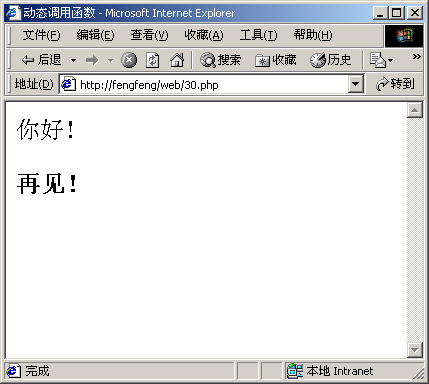 动态调用函数 - Microsoft Internet Explorer
文件(F) 编辑(E) 查看(V) 收藏(A) 工具(T) 帮助(H)
后退 搜索 收藏 历史 »
地址(D) http://fengfeng/web/30.php 转到
你好!
再见!
完成 本地 Intranet